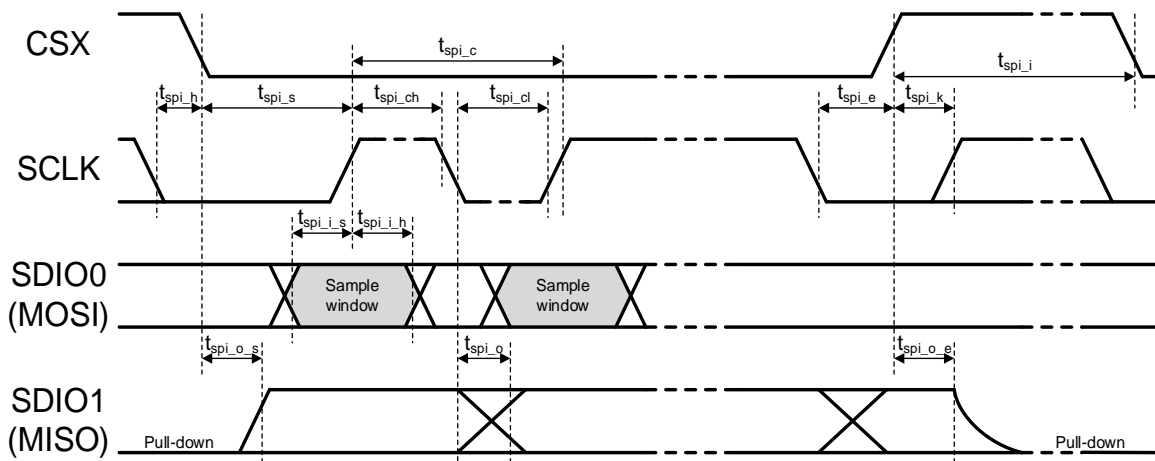 CSX
t_spi_c
t_spi_i
t_spi_h
t_spi_s
t_spi_ch
t_spi_cl
t_spi_e
t_spi_k
SCLK
t_spi_i_s
t_spi_i_h
SDIO0
(MOSI)
Sample
window
Sample
window
t_spi_o_s
t_spi_o
t_spi_o_e
SDIO1
(MISO)
Pull-down
Pull-down